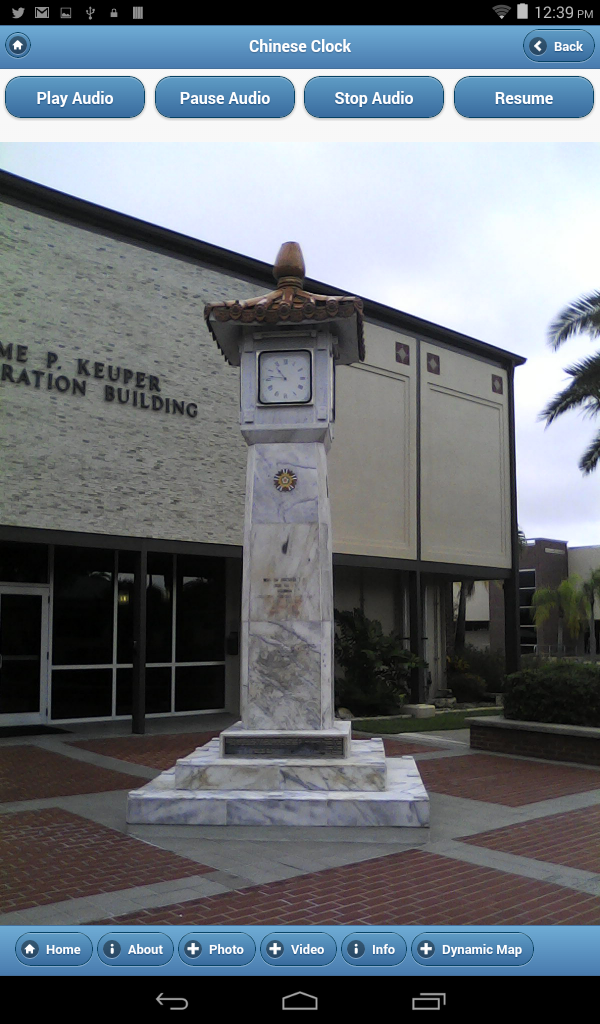 12:39 PM
Chinese Clock
Back
Play Audio
Pause Audio
Stop Audio
Resume
ME P. KEUPER
RATION BUILDING
Home
About
Photo
Video
Info
Dynamic Map